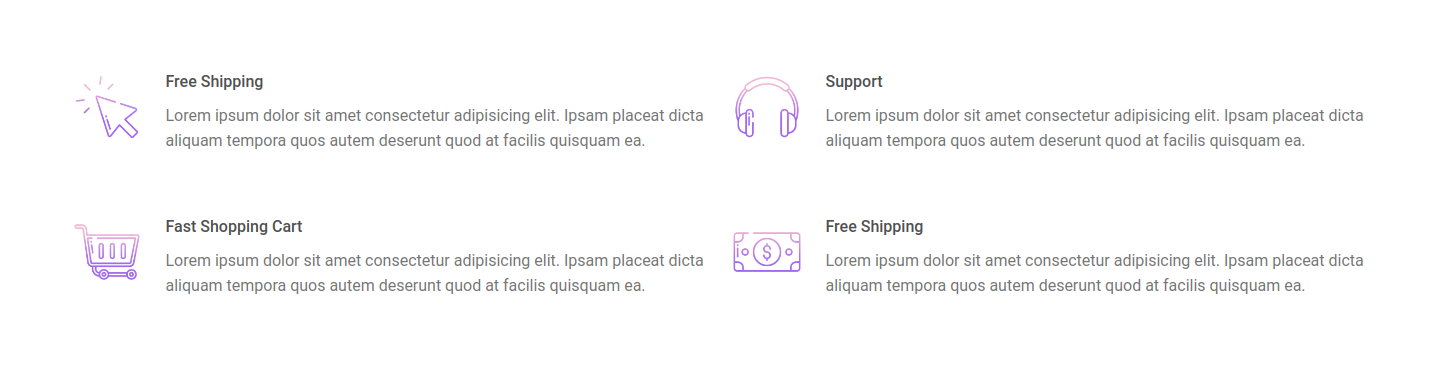 Free Shipping
Lorem ipsum dolor sit amet consectetur adipisicing elit. Ipsam placeat dicta
aliquam tempora quos autem deserunt quod at facilis quisquam ea.
Support
Lorem ipsum dolor sit amet consectetur adipisicing elit. Ipsam placeat dicta
aliquam tempora quos autem deserunt quod at facilis quisquam ea.
Fast Shopping Cart
Lorem ipsum dolor sit amet consectetur adipisicing elit. Ipsam placeat dicta
aliquam tempora quos autem deserunt quod at facilis quisquam ea.
$
Free Shipping
Lorem ipsum dolor sit amet consectetur adipisicing elit. Ipsam placeat dicta
aliquam tempora quos autem deserunt quod at facilis quisquam ea.